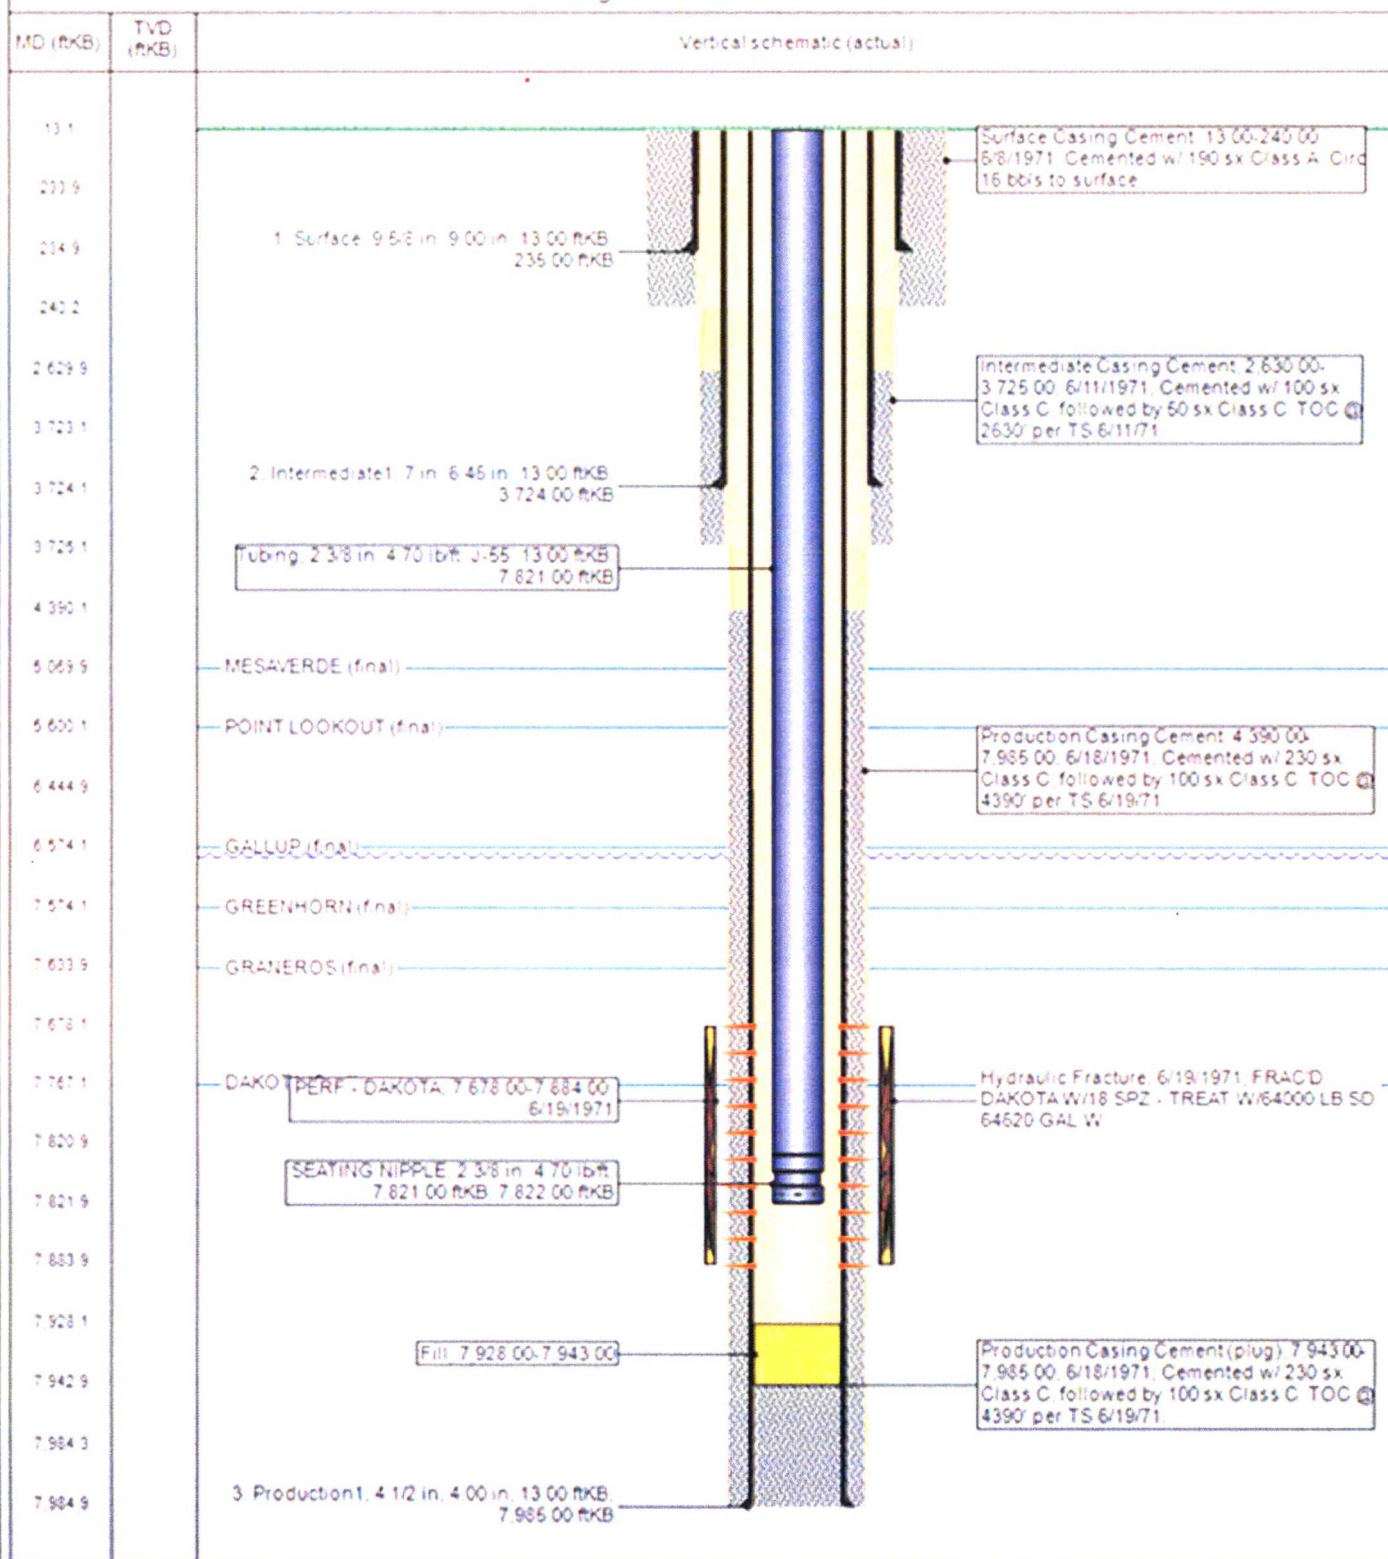 MD (ftKB)
TVD
(ftKB)
Vertical schematic (actual)
13.1
Surface Casing Cement, 13.00-240.00
6/8/1971, Cemented w/ 190 sx Class A. Circ
16 bbls to surface
234.9
1. Surface, 9 5/8 in, 9.00 in, 13.00 ftKB,
235.00 ftKB
240.2
2,629.9
Intermediate Casing Cement, 2,630.00-
3,725.00, 6/11/1971, Cemented w/ 100 sx
Class C, followed by 50 sx Class C. TOC @
2630' per TS 6/11/71
3,723.1
3,724.1
2. Intermediate1, 7 in, 6.46 in, 13.00 ftKB,
3,724.00 ftKB
3,725.1
Tubing, 2 3/8 in, 4.70 lb/ft, J-55, 13.00 ftKB,
7,821.00 ftKB
4,390.1
5,069.9
MESAVERDE (final)
5,600.1
POINT LOOKOUT (final)
Production Casing Cement, 4,390.00-
7,985.00, 6/18/1971, Cemented w/ 230 sx
Class C, followed by 100 sx Class C. TOC @
4390' per TS 6/19/71
6,444.9
6,574.1
GALLUP (final)
7,574.1
GREENHORN (final)
7,633.9
GRANEROS (final)
7,678.1
7,767.1
DAKOT
PERF - DAKOTA, 7,678.00-7,884.00
6/19/1971
Hydraulic Fracture, 6/19/1971, FRAC'D
DAKOTA W/18 SPZ - TREAT W/64000 LB SD
64620 GAL W
7,820.9
SEATING NIPPLE, 2 3/8 in, 4.70 lb/ft,
7,821.00 ftKB, 7,822.00 ftKB
7,821.9
7,883.9
7,928.1
Fill, 7,928.00-7,943.00
Production Casing Cement (plug), 7,943.00-
7,985.00, 6/18/1971, Cemented w/ 230 sx
Class C, followed by 100 sx Class C. TOC @
4390' per TS 6/19/71.
7,942.9
7,984.3
7,984.9
3. Production1, 4 1/2 in, 4.00 in, 13.00 ftKB,
7,985.00 ftKB